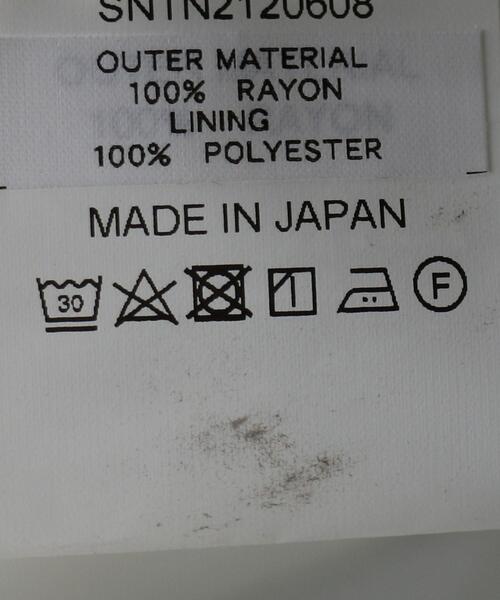 SNTN2120608
OUTER MATERIAL
100% RAYON
LINING
100% POLYESTER
MADE IN JAPAN
30 F